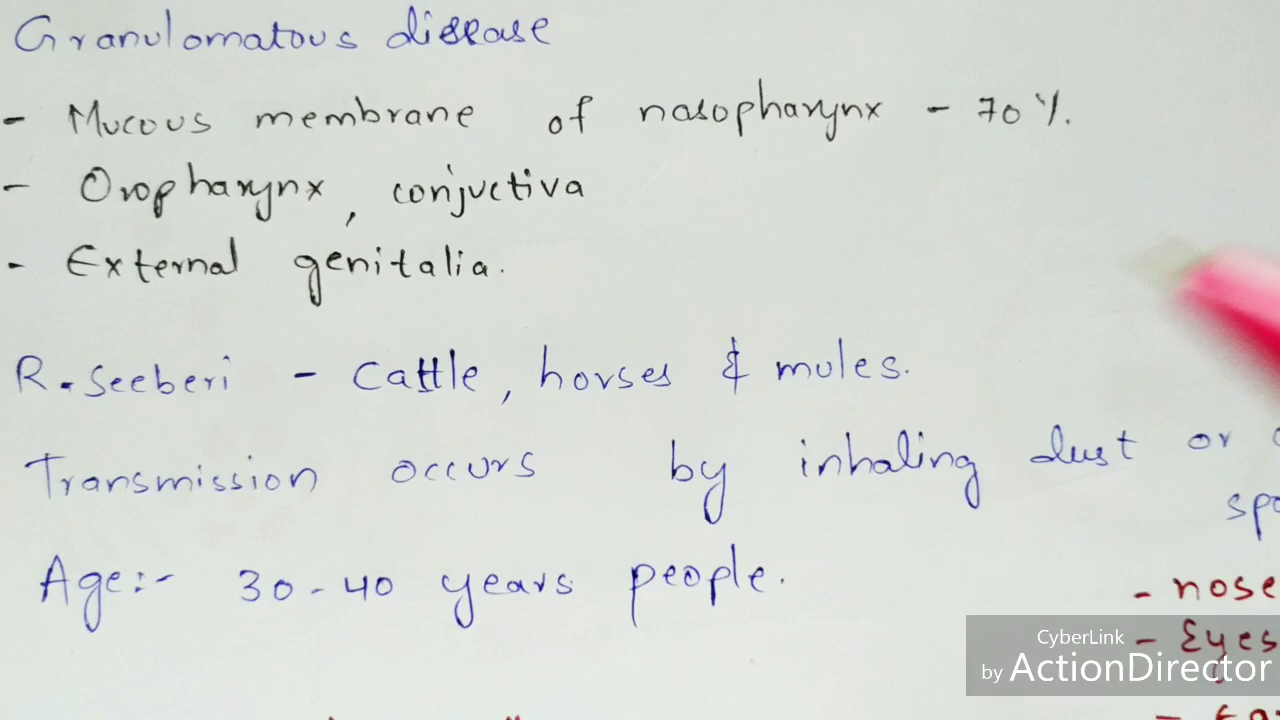 Granulomatous disease
- Mucous membrane of nasopharynx - 70%.
- Oropharynx, conjuctiva
- External genitalia.
R. Seeberi - Cattle, horses & mules.
Transmission occurs by inhaling dust or
Age:- 30-40 years people.
- nose
- Eyes
CyberLink
by ActionDirector